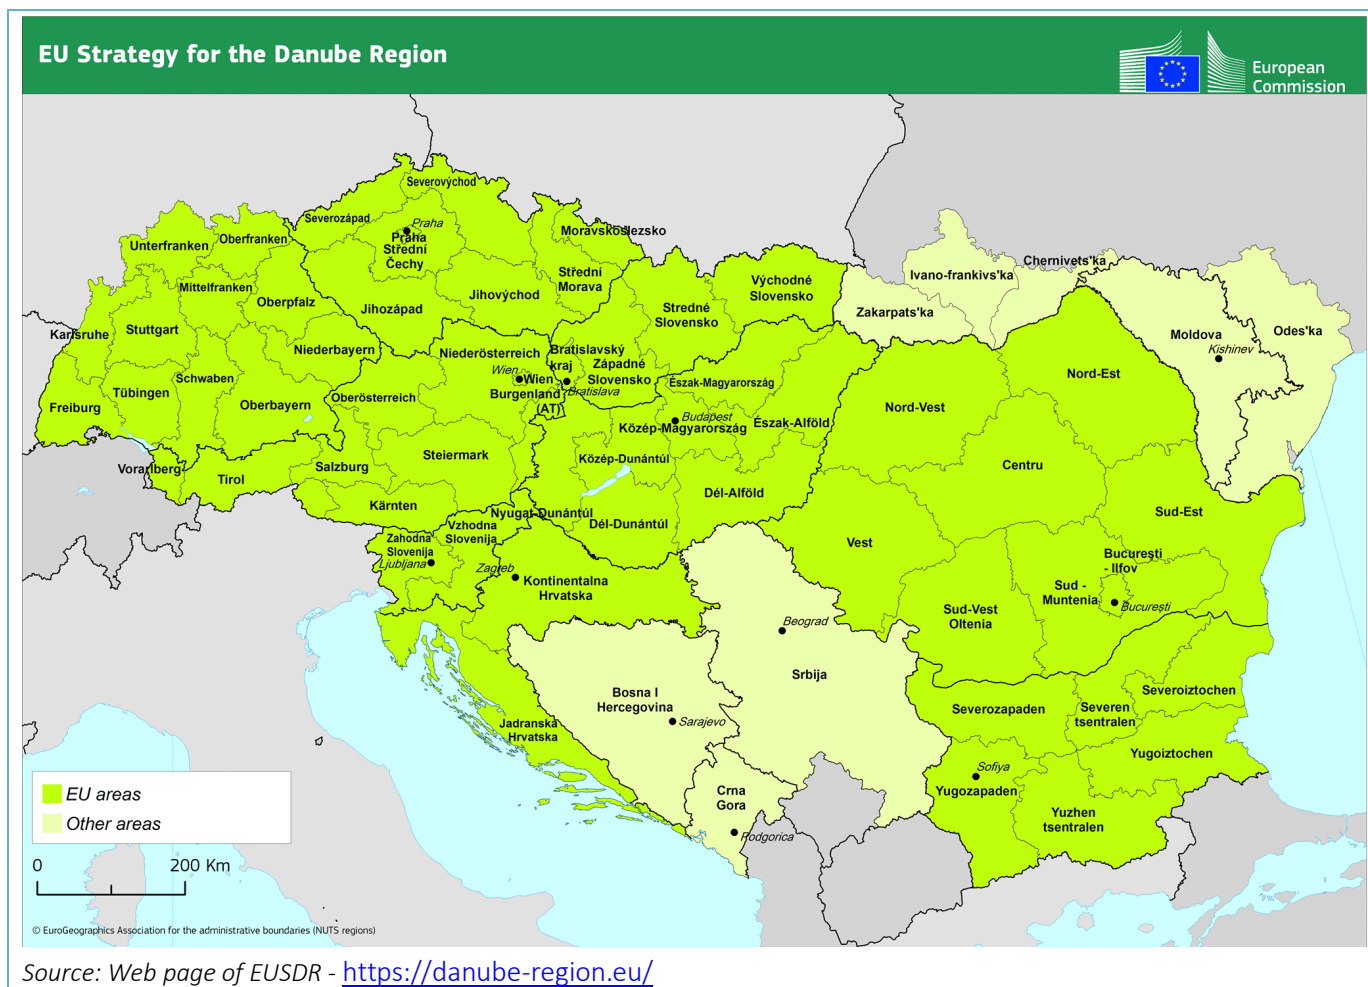 EU Strategy for the Danube Region
European
Commission
Severovýchod
Severozápad
Praha
Praha
Střední
Čechy
Moravskoslezsko
Střední
Morava
Jihovýchod
Jihozápad
Unterfranken
Oberfranken
Mittelfranken
Oberpfalz
Karlsruhe
Stuttgart
Niederbayern
Schwaben
Tübingen
Oberbayern
Freiburg
Vorarlberg
Tirol
Salzburg
Niederösterreich
Wien
Wien
Burgenland
(AT)
Oberösterreich
Steiermark
Kärnten
Bratislavský
kraj
Bratislava
Západné
Slovensko
Stredné
Slovensko
Východné
Slovensko
Észak-Magyarország
Budapest
Közép-Magyarország
Észak-Alföld
Közép-Dunántúl
Dél-Alföld
Nyugat-Dunántúl
Dél-Dunántúl
Vzhodna
Slovenija
Zahodna
Slovenija
Ljubljana
Zagreb
Kontinentalna
Hrvatska
Jadranska
Hrvatska
Zakarpats'ka
Ivano-frankivs'ka
Chernivets'ka
Moldova
Kishinev
Odes'ka
Nord-Est
Nord-Vest
Centru
Sud-Est
Vest
Bucureşti
- Ilfov
Sud -
Muntenia
Bucureşti
Sud-Vest
Oltenia
Beograd
Srbija
Bosna I
Hercegovina
Sarajevo
Crna
Gora
Podgorica
Severozapaden
Severen
tsentralen
Severoiztochen
Yugoiztochen
Sofiya
Yugozapaden
Yuzhen
tsentralen
EU areas
Other areas
0 200 Km
© EuroGeographics Association for the administrative boundaries (NUTS regions)
Source: Web page of EUSDR - https://danube-region.eu/